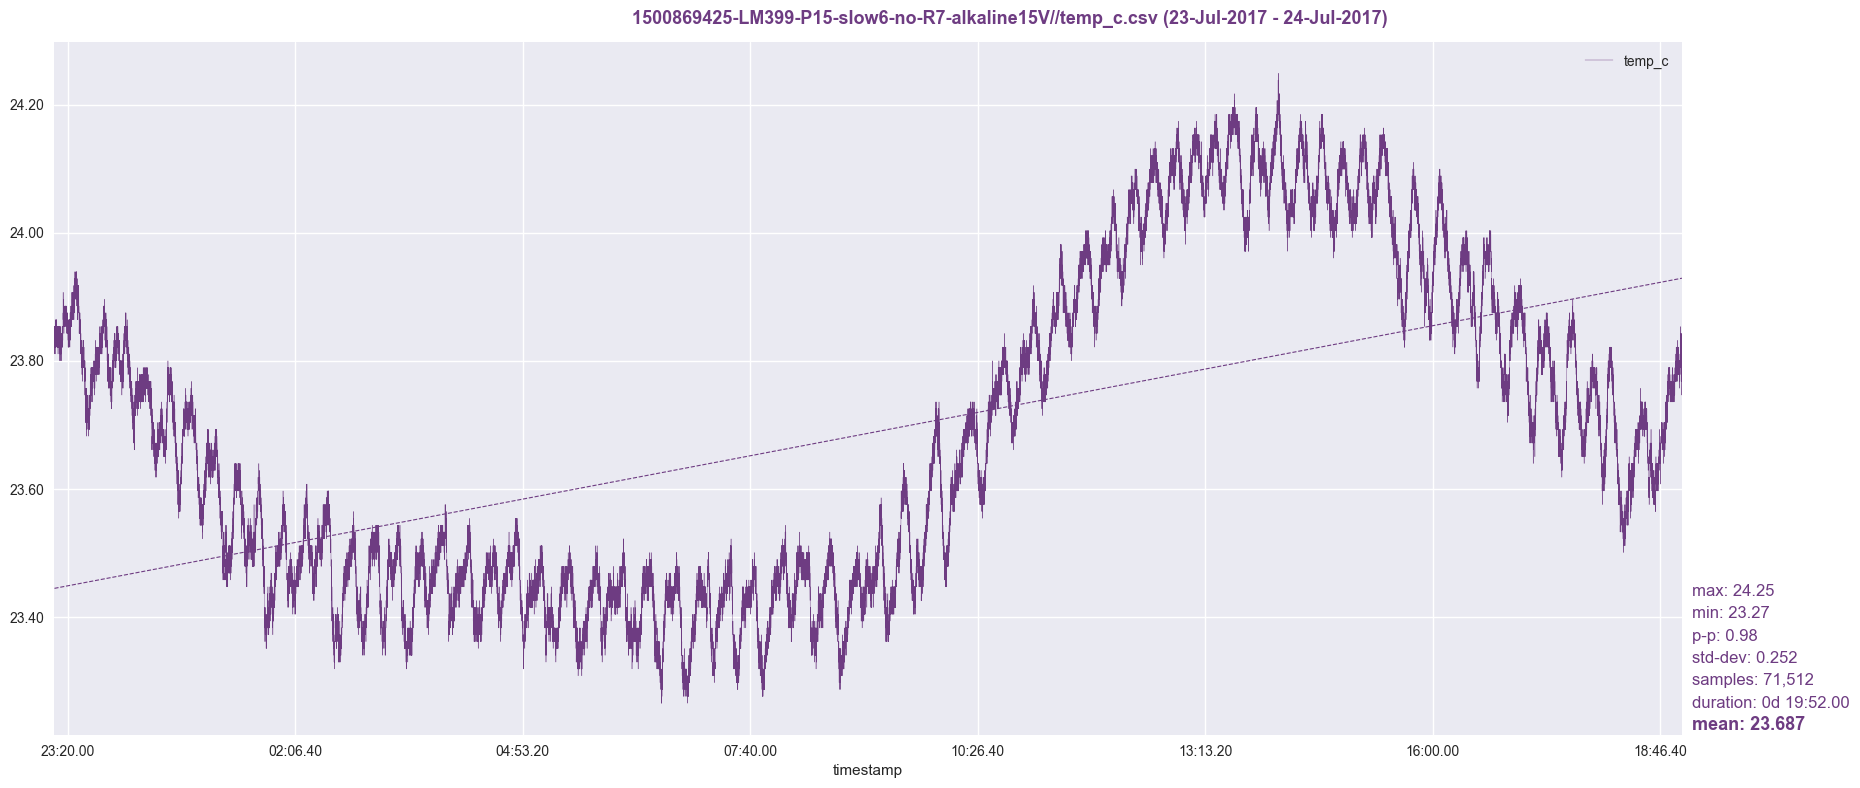 1500869425-LM399-P15-slow6-no-R7-alkaline15V//temp_c.csv (23-Jul-2017 - 24-Jul-2017)
temp_c
24.20
24.00
23.80
23.60
23.40
max: 24.25
min: 23.27
p-p: 0.98
std-dev: 0.252
samples: 71,512
duration: 0d 19:52.00
mean: 23.687
23:20.00 02:06.40 04:53.20 07:40.00 10:26.40 13:13.20 16:00.00 18:46.40
timestamp